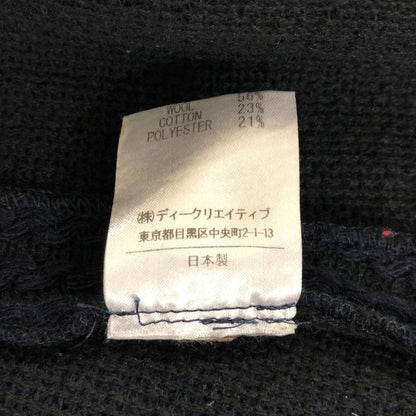 WOOL 56%
COTTON 23%
POLYESTER 21%
(株)ディークリエイティブ
東京都目黒区中央町2-1-13
日本製